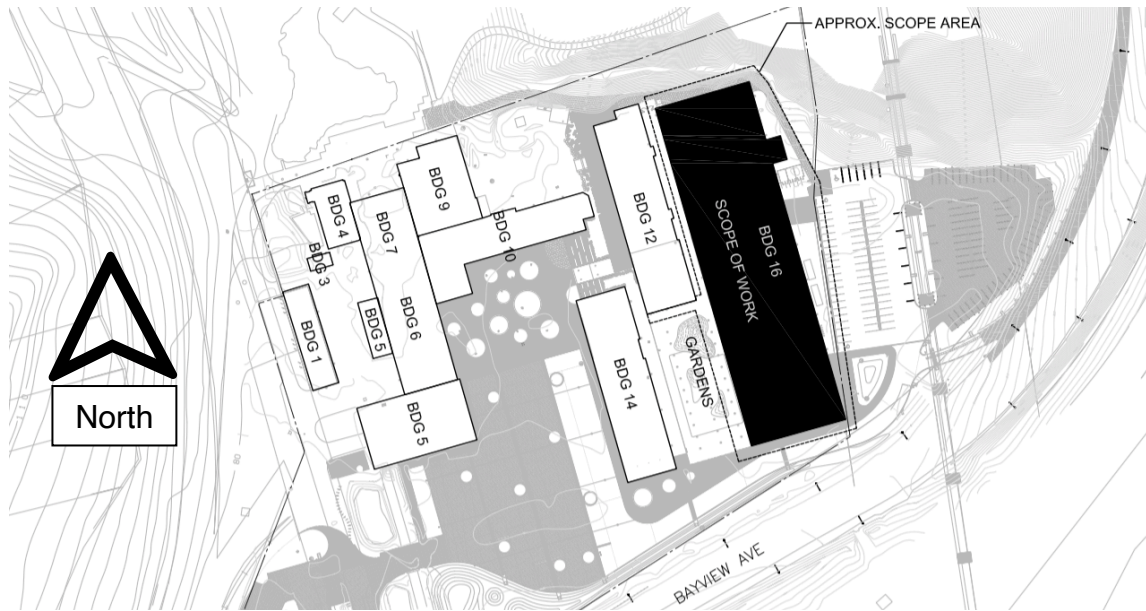 APPROX. SCOPE AREA
BDG 9
BDG 4
BDG 7
BDG 10
BDG 12
BDG 16
SCOPE OF WORK
BDG 3
BDG 1
BDG 5
BDG 6
BDG 14
GARDENS
BDG 5
North
BAYVIEW AVE